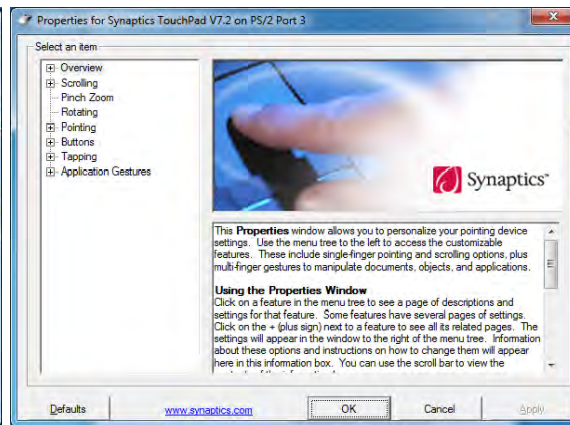 Properties for Synaptics TouchPad V7.2 on PS/2 Port 3
Select an item
Overview
Scrolling
Pinch Zoom
Rotating
Pointing
Buttons
Tapping
Application Gestures
Synaptics™
This Properties window allows you to personalize your pointing device
settings. Use the menu tree to the left to access the customizable
features. These include single-finger pointing and scrolling options, plus
multi-finger gestures to manipulate documents, objects, and applications.
Using the Properties Window
Click on a feature in the menu tree to see a page of descriptions and
settings for that feature. Some features have several pages of settings.
Click on the + (plus sign) next to a feature to see all its related pages. The
settings will appear in the window to the right of the menu tree. Information
about these options and instructions on how to change them will appear
here in this information box. You can use the scroll bar to view the
Defaults
www.synaptics.com
OK
Cancel
Apply